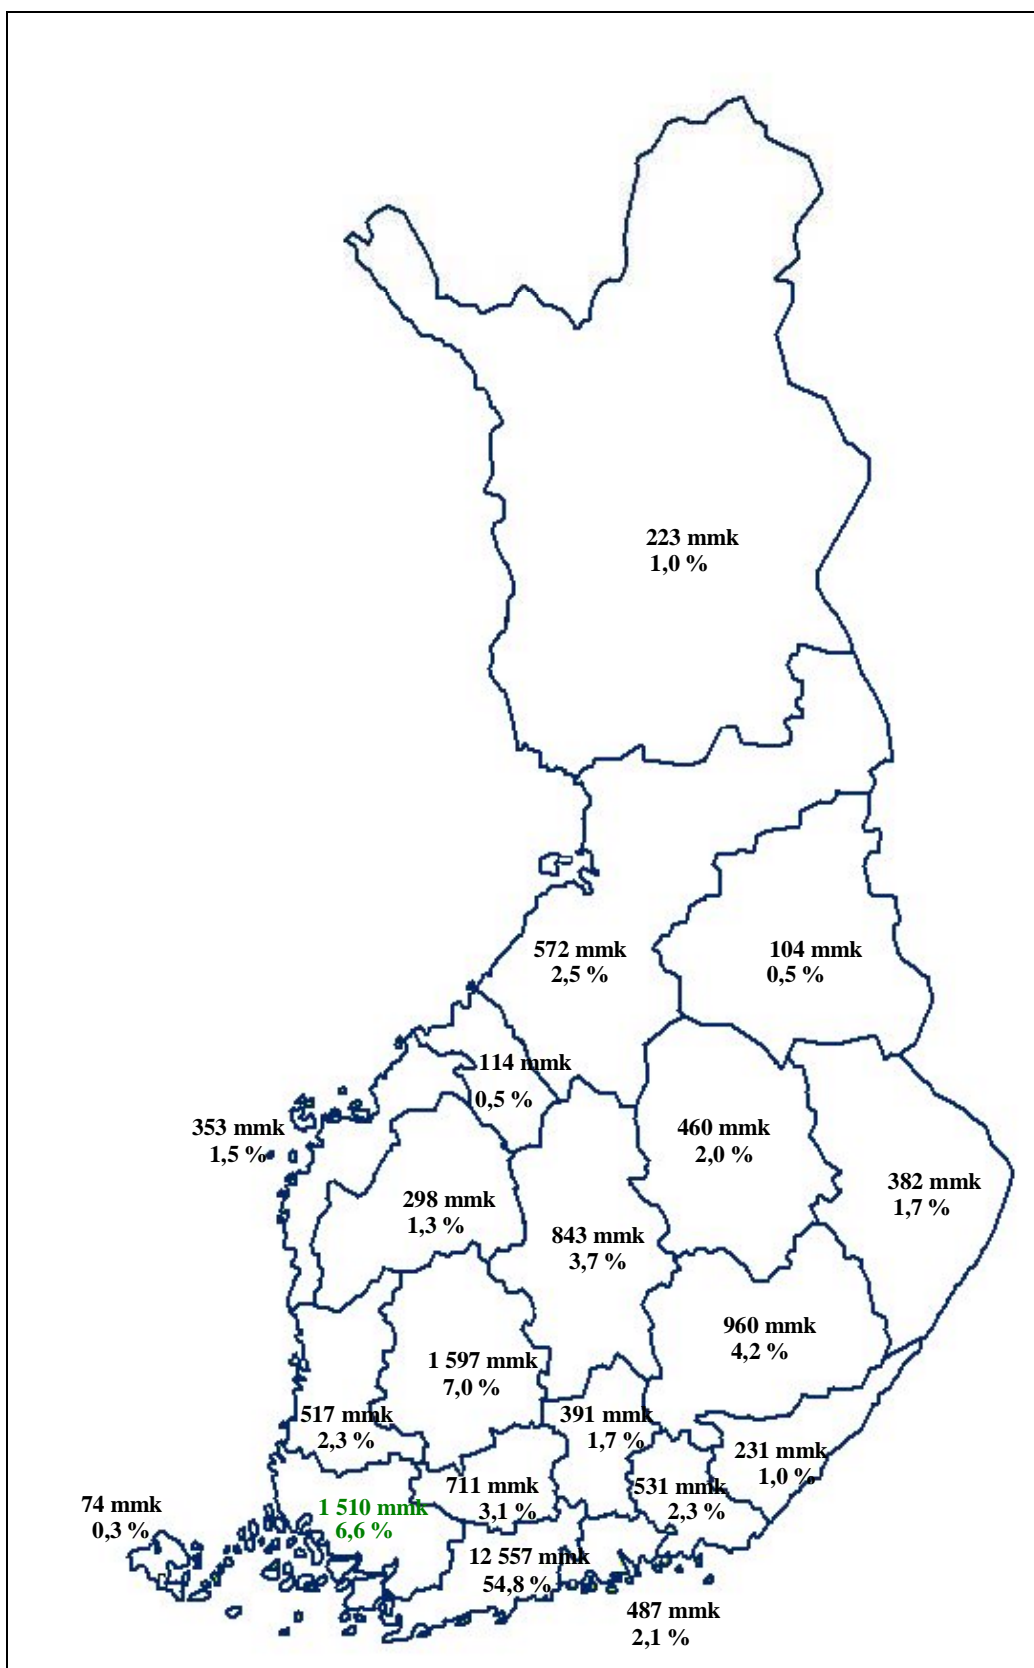 223 mmk
1,0 %
572 mmk
2,5 %
104 mmk
0,5 %
114 mmk
0,5 %
353 mmk
1,5 %
460 mmk
2,0 %
382 mmk
1,7 %
298 mmk
1,3 %
843 mmk
3,7 %
960 mmk
4,2 %
1 597 mmk
7,0 %
517 mmk
2,3 %
391 mmk
1,7 %
231 mmk
1,0 %
711 mmk
3,1 %
531 mmk
2,3 %
74 mmk
0,3 %
1 510 mmk
6,6 %
12 557 mmk
54,8 %
487 mmk
2,1 %